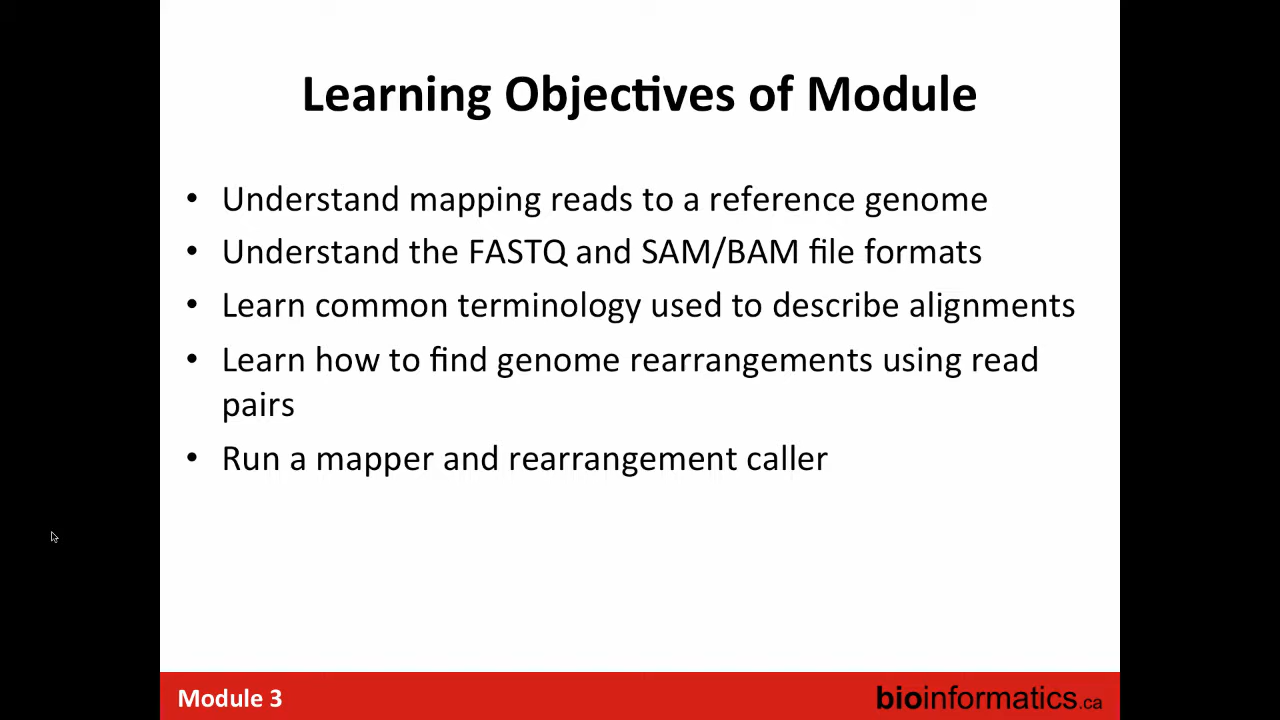 Learning Objectives of Module
• Understand mapping reads to a reference genome
• Understand the FASTQ and SAM/BAM file formats
• Learn common terminology used to describe alignments
• Learn how to find genome rearrangements using read
pairs
• Run a mapper and rearrangement caller
Module 3
bioinformatics.ca